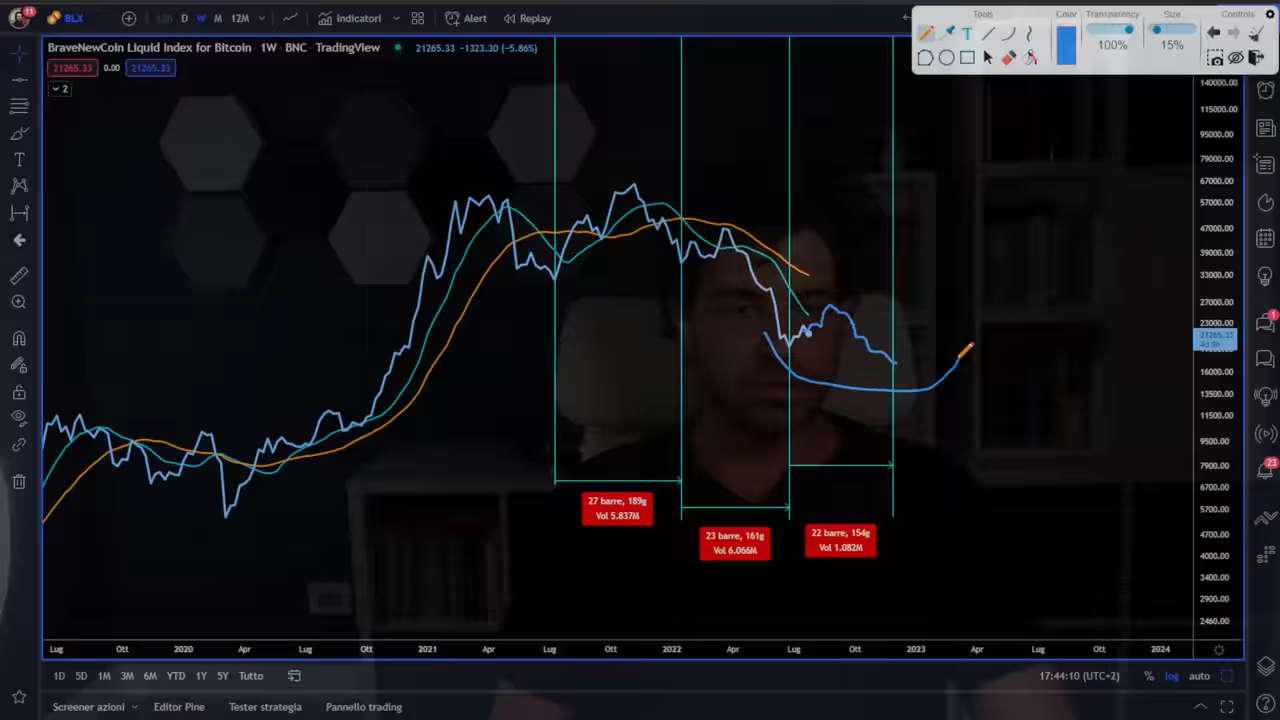 11
BLX
D
W
M
12M
Indicatori
Alert
Replay
Tools
Color
Transparency
Size
Controls
100%
15%
BraveNewCoin Liquid Index for Bitcoin · 1W · BNC · TradingView
21265.33 −1323.30 (−5.86%)
21265.33 0.00 21265.33
2
140000.00
115000.00
95000.00
79000.00
67000.00
57000.00
47000.00
39000.00
33000.00
27000.00
23000.00
21265.33
4d 9h
16000.00
13500.00
11500.00
9500.00
7900.00
6700.00
5700.00
4700.00
4000.00
3400.00
2900.00
2460.00
27 barre, 189g
Vol 5.837M
23 barre, 161g
Vol 6.066M
22 barre, 154g
Vol 1.082M
1
23
Lug Ott 2020 Apr Lug Ott 2021 Apr Lug Ott 2022 Apr Lug Ott 2023 Apr Lug Ott 2024
1D 5D 1M 3M 6M YTD 1Y 5Y Tutto
17:44:10 (UTC+2) % log auto
Screener azioni Editor Pine Tester strategia Pannello trading